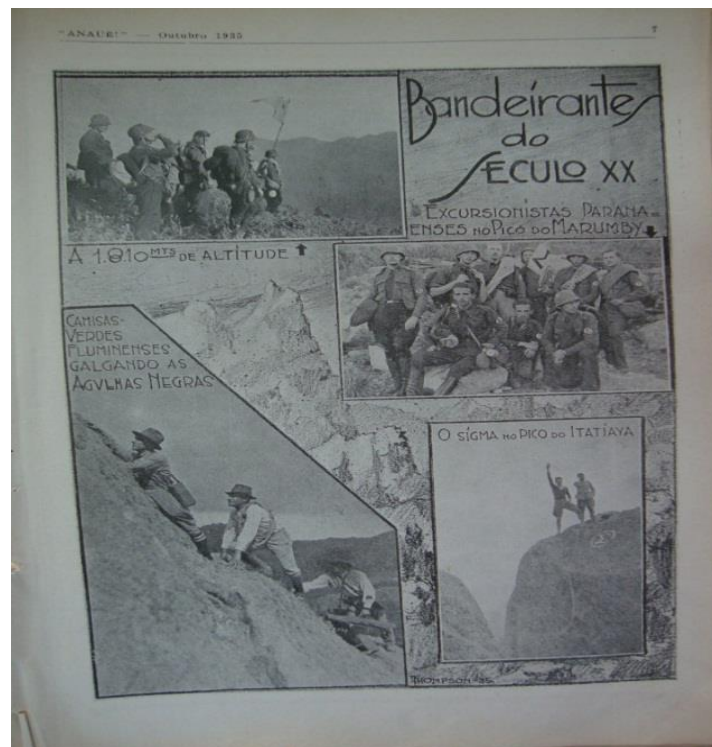 "ANAUÊ!" — Outubro 1935
7
Bandeirantes
do
SÉCULO XX
EXCURSIONISTAS PARANA-
ENSES NO PICO DO MARUMBY
A 1.810 MTS DE ALTITUDE
CAMISAS-
VERDES
FLUMINENSES
GALGANDO AS
AGULHAS NEGRAS
O SIGMA NO PICO DO ITATIAYA
THOMPSON-35